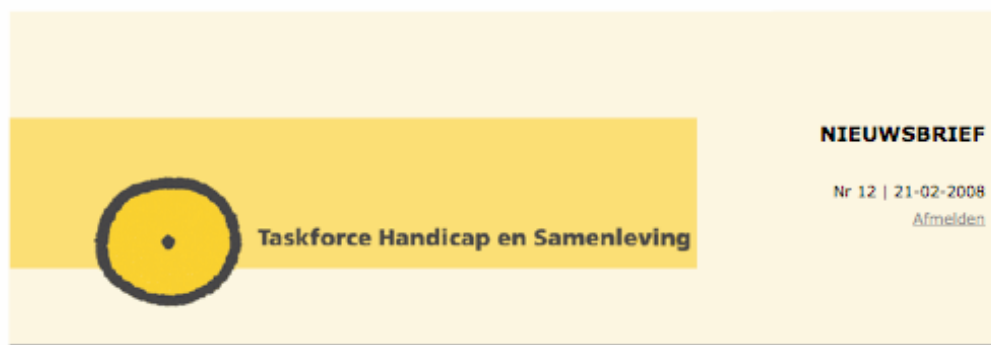 NIEUWSBRIEF
Nr 12 | 21-02-2008
Afmelden
Taskforce Handicap en Samenleving